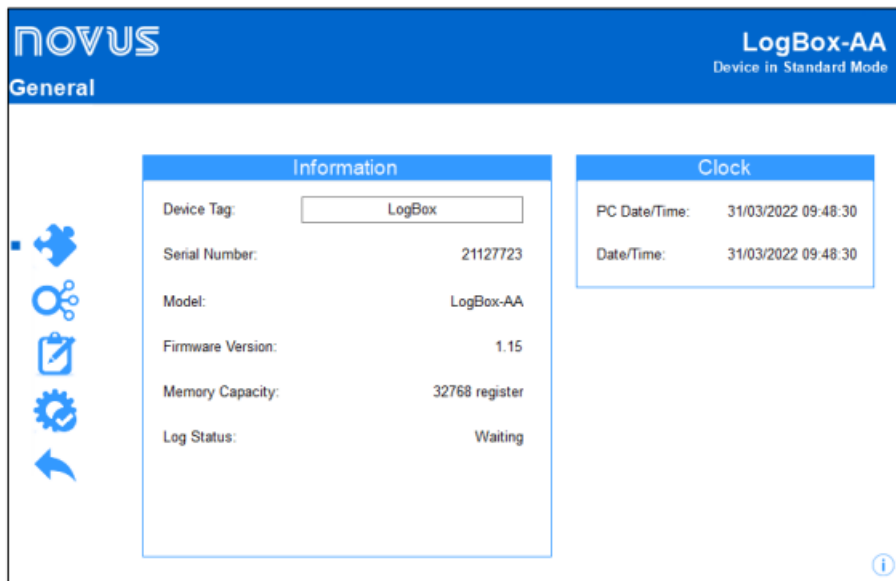 novus
LogBox-AA
Device in Standard Mode
General
Information
Device Tag: LogBox
Serial Number: 21127723
Model: LogBox-AA
Firmware Version: 1.15
Memory Capacity: 32768 register
Log Status: Waiting
Clock
PC Date/Time: 31/03/2022 09:48:30
Date/Time: 31/03/2022 09:48:30
i